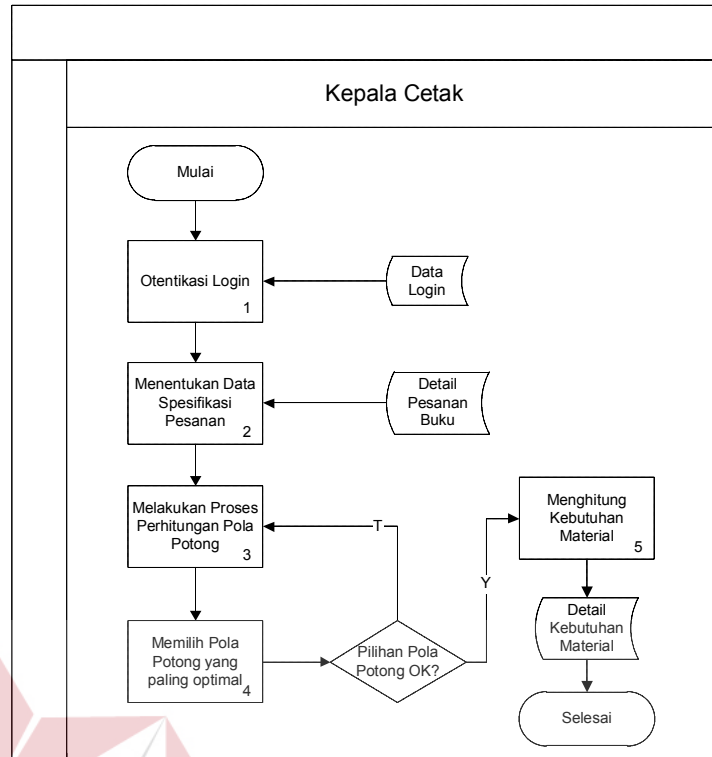 Kepala Cetak
Mulai
Otentikasi Login
1
Data
Login
Menentukan Data
Spesifikasi
Pesanan
2
Detail
Pesanan
Buku
Melakukan Proses
Perhitungan Pola
Potong
3
T
Memilih Pola
Potong yang
paling optimal
4
Pilihan Pola
Potong OK?
Y
Menghitung
Kebutuhan
Material
5
Detail
Kebutuhan
Material
Selesai